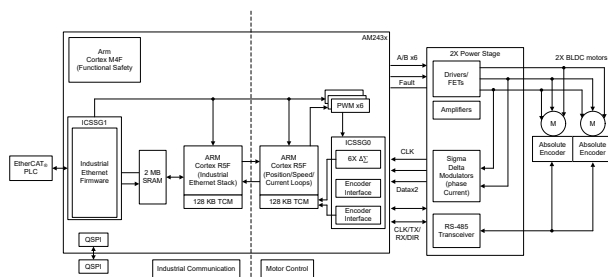 AM243x
Arm
Cortex M4F
(Functional Safety
ICSSG1
Industrial
Ethernet
Firmware
EtherCAT®
PLC
2 MB
SRAM
ARM
Cortex R5F
(Industrial
Ethernet Stack)
128 KB TCM
ARM
Cortex R5F
(Position/Speed/
Current Loops)
128 KB TCM
PWM x6
ICSSG0
6X Δ∑
Encoder
Interface
Encoder
Interface
QSPI
QSPI
Industrial Communication
Motor Control
A/B x6
Fault
CLK
Datax2
CLK/TX/
RX/DIR
2X Power Stage
Drivers/
FETs
Amplifiers
Sigma
Delta
Modulators
(phase
Current)
RS-485
Transceiver
2X BLDC motors
M
M
Absolute
Encoder
Absolute
Encoder